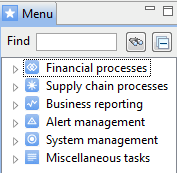 Menu
Find
Financial processes
Supply chain processes
Business reporting
Alert management
System management
Miscellaneous tasks